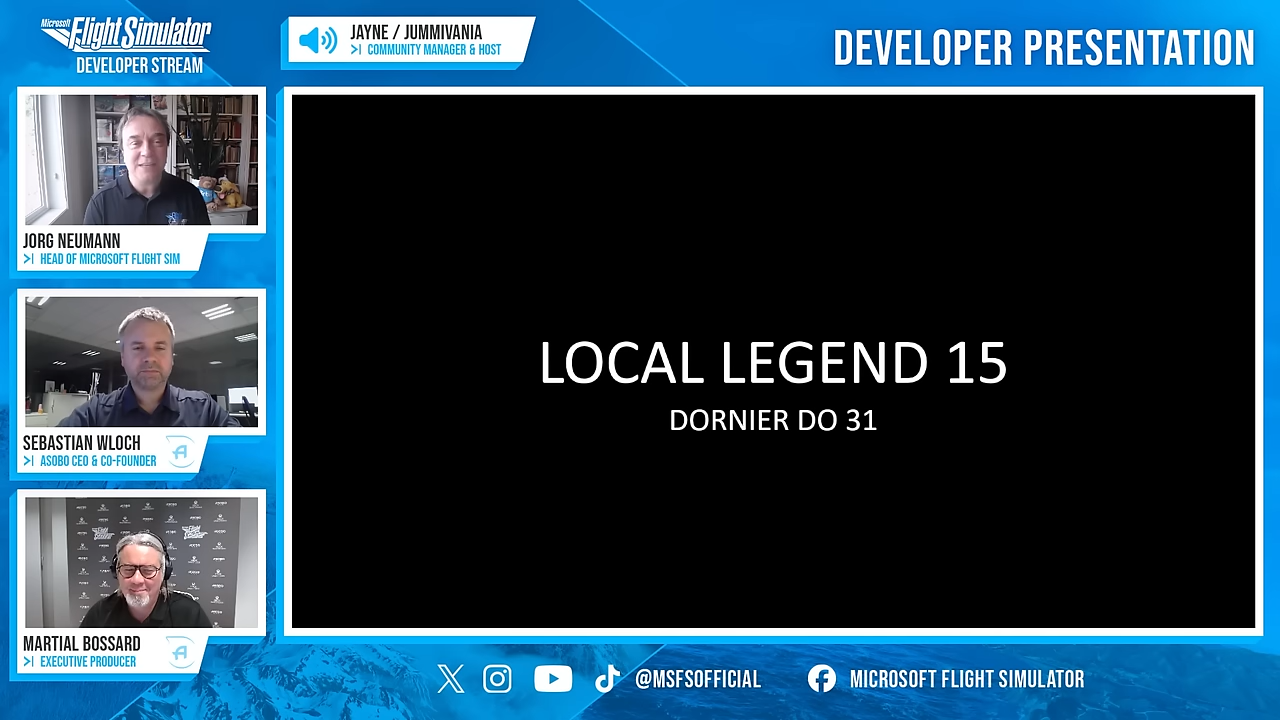 Microsoft
Flight Simulator
DEVELOPER STREAM
JAYNE / JUMMIVANIA
>| COMMUNITY MANAGER & HOST
DEVELOPER PRESENTATION
JORG NEUMANN
>| HEAD OF MICROSOFT FLIGHT SIM
SEBASTIAN WLOCH
>| ASOBO CEO & CO-FOUNDER
MARTIAL BOSSARD
>| EXECUTIVE PRODUCER
LOCAL LEGEND 15
DORNIER DO 31
@MSFSOFFICIAL
MICROSOFT FLIGHT SIMULATOR